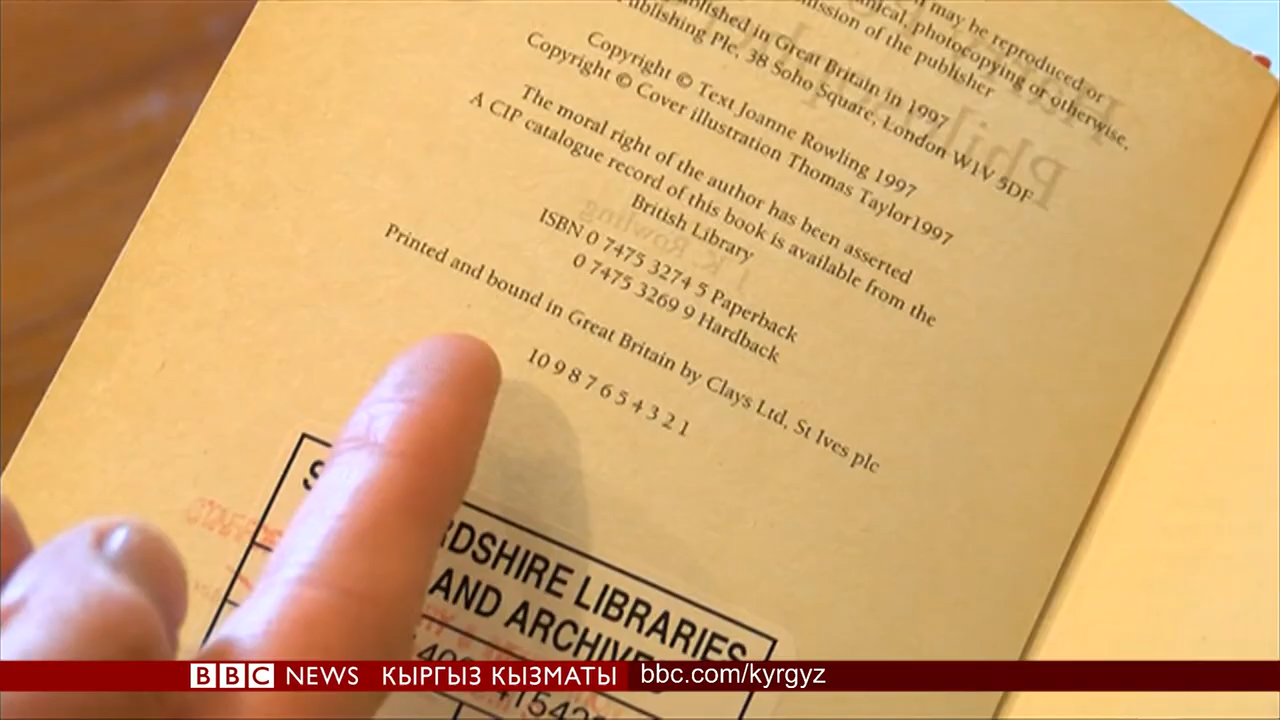 may be reproduced or
photocopying or otherwise,
mission of the publisher
published in Great Britain in 1997
Publishing Plc, 38 Soho Square, London W1V 5DF
Copyright © Text Joanne Rowling 1997
Copyright © Cover illustration Thomas Taylor1997
The moral right of the author has been asserted
A CIP catalogue record of this book is available from the
British Library
ISBN 0 7475 3274 5 Paperback
0 7475 3269 9 Hardback
Printed and bound in Great Britain by Clays Ltd, St Ives plc
10 9 8 7 6 5 4 3 2 1
RDSHIRE LIBRARIES
AND ARCHIVES
BBC NEWS КЫРГЫЗ КЫЗМАТЫ bbc.com/kyrgyz